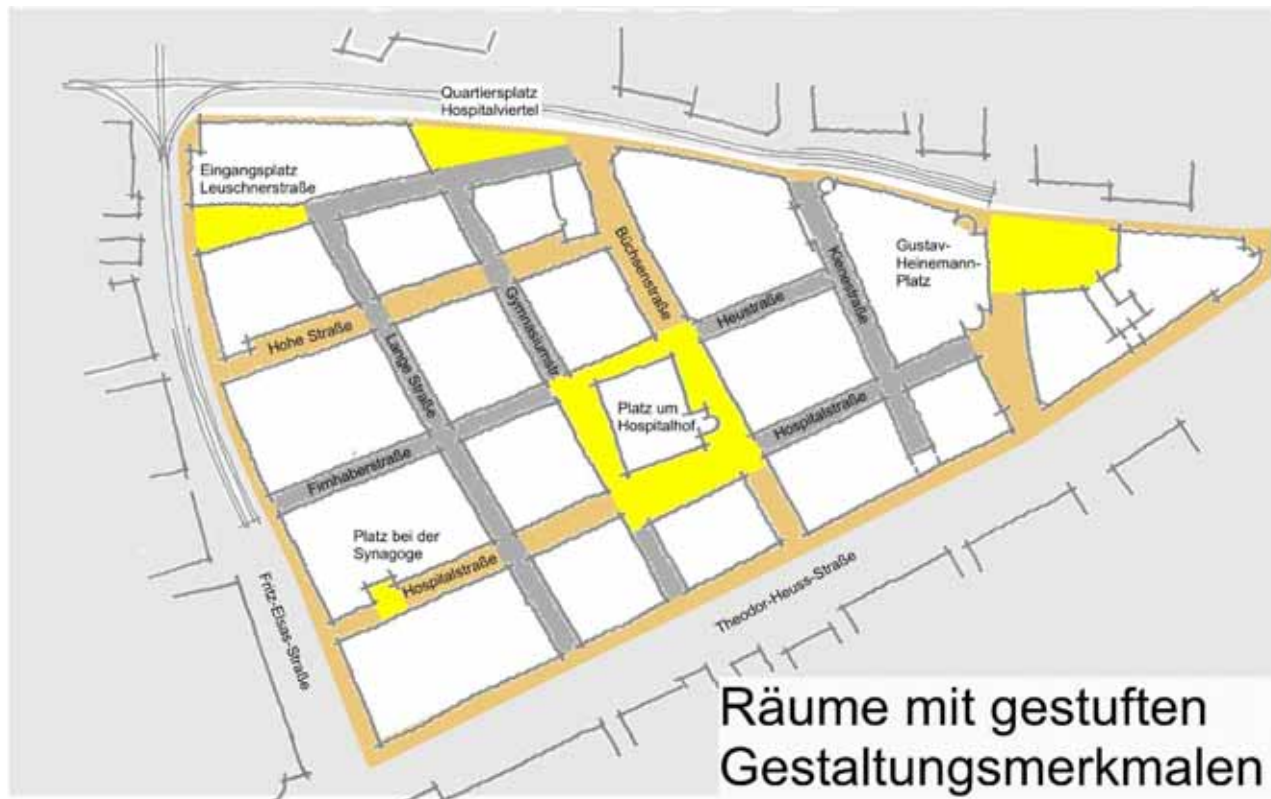 Quartiersplatz
Hospitalviertel
Eingangsplatz
Leuschnerstraße
Büchsenstraße
Gustav-
Heinemann-
Platz
Kienestraße
Heustraße
Gymnasiumstr.
Hohe Straße
Lange Straße
Platz um
Hospitalhof
Hospitalstraße
Firnhaberstraße
Platz bei der
Synagoge
Hospitalstraße
Fritz-Elsas-Straße
Theodor-Heuss-Straße
Räume mit gestuften
Gestaltungsmerkmalen